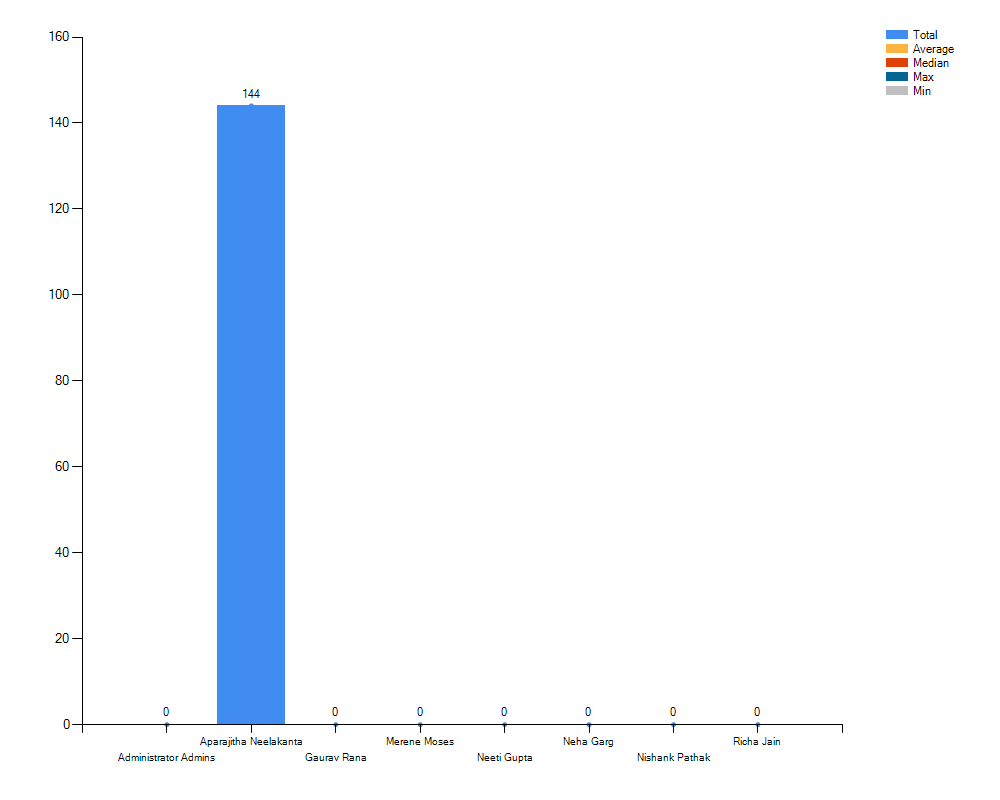 160
140
120
100
80
60
40
20
0
144
0
0
0
0
0
0
0
Aparajitha Neelakanta
Merene Moses
Neha Garg
Richa Jain
Administrator Admins
Gaurav Rana
Neeti Gupta
Nishank Pathak
Total
Average
Median
Max
Min